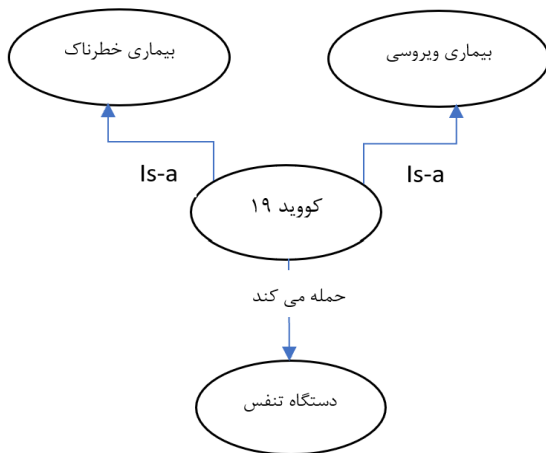 بیماری ویروسی
بیماری خطرناک
Is-a
Is-a
کووید ۱۹
حمله می کند
دستگاه تنفس